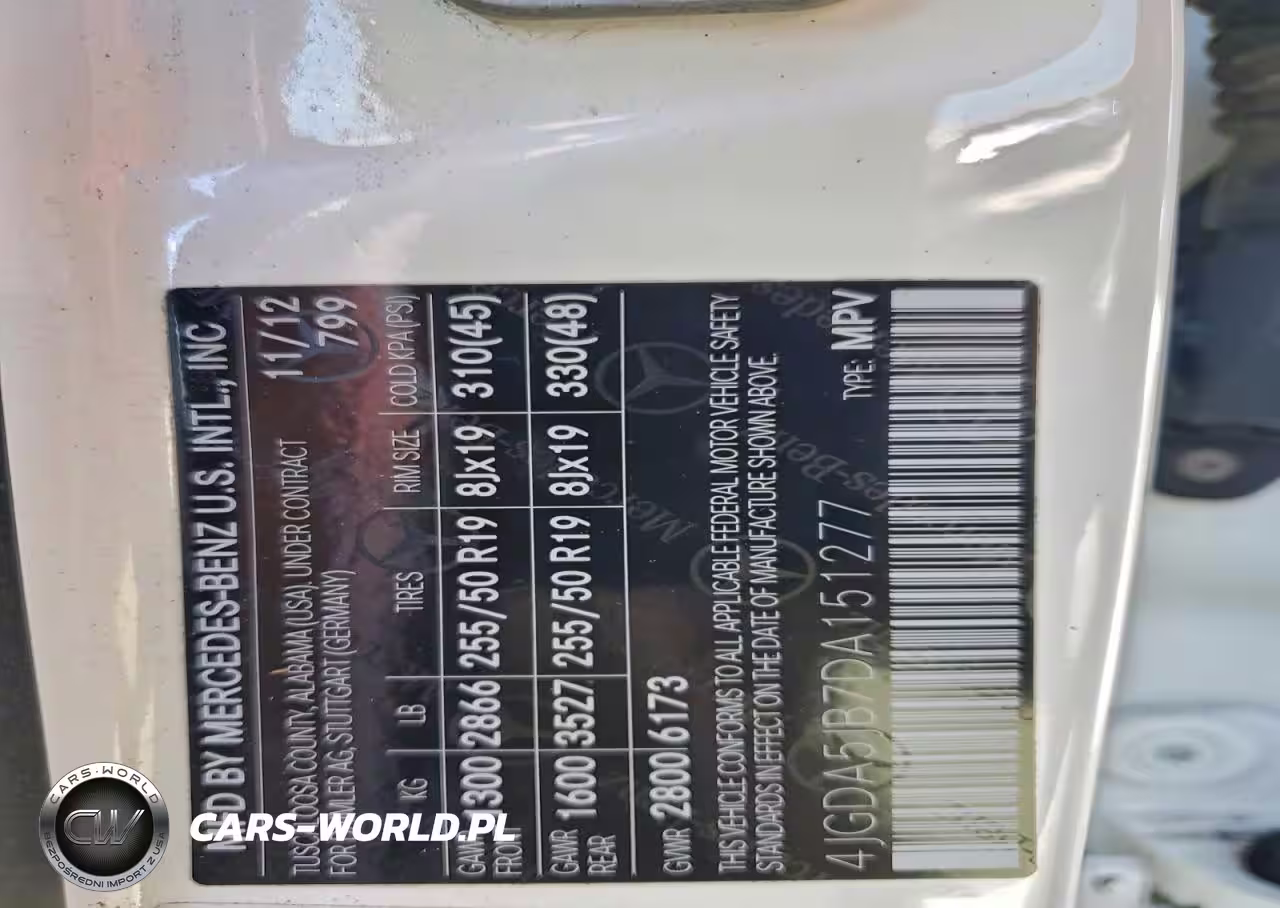 MFD BY MERCEDES-BENZ U.S. INTL., INC
11/12
TUSCALOOSA COUNTY, ALABAMA (USA). UNDER CONTRACT
FOR DAIMLER AG, STUTTGART (GERMANY)
799
KG LB TIRES RIM SIZE COLD KPA (PSI)
GAWR FRONT 1300 2866 255/50 R19 8Jx19 310(45)
GAWR REAR 1600 3527 255/50 R19 8Jx19 330(48)
GVWR 2800 6173
THIS VEHICLE CONFORMS TO ALL APPLICABLE FEDERAL MOTOR VEHICLE SAFETY
STANDARDS IN EFFECT ON THE DATE OF MANUFACTURE SHOWN ABOVE.
4JGDA5JB7DA151277 TYPE: MPV
CARS-WORLD
CW
BEZPOŚREDNI IMPORT Z USA
CARS-WORLD.PL